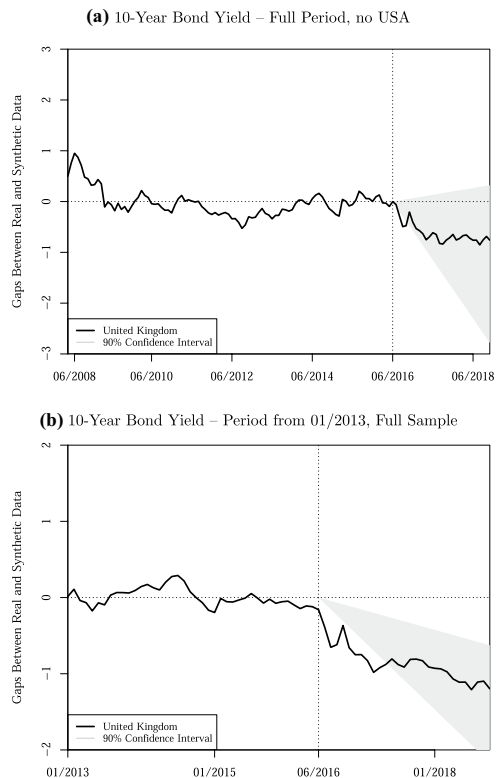 (a) 10-Year Bond Yield – Full Period, no USA
Gaps Between Real and Synthetic Data
3
2
1
0
−1
−2
−3
United Kingdom
90% Confidence Interval
06/2008 06/2010 06/2012 06/2014 06/2016 06/2018
(b) 10-Year Bond Yield – Period from 01/2013, Full Sample
Gaps Between Real and Synthetic Data
2
1
0
−1
−2
United Kingdom
90% Confidence Interval
01/2013 01/2015 06/2016 01/2018